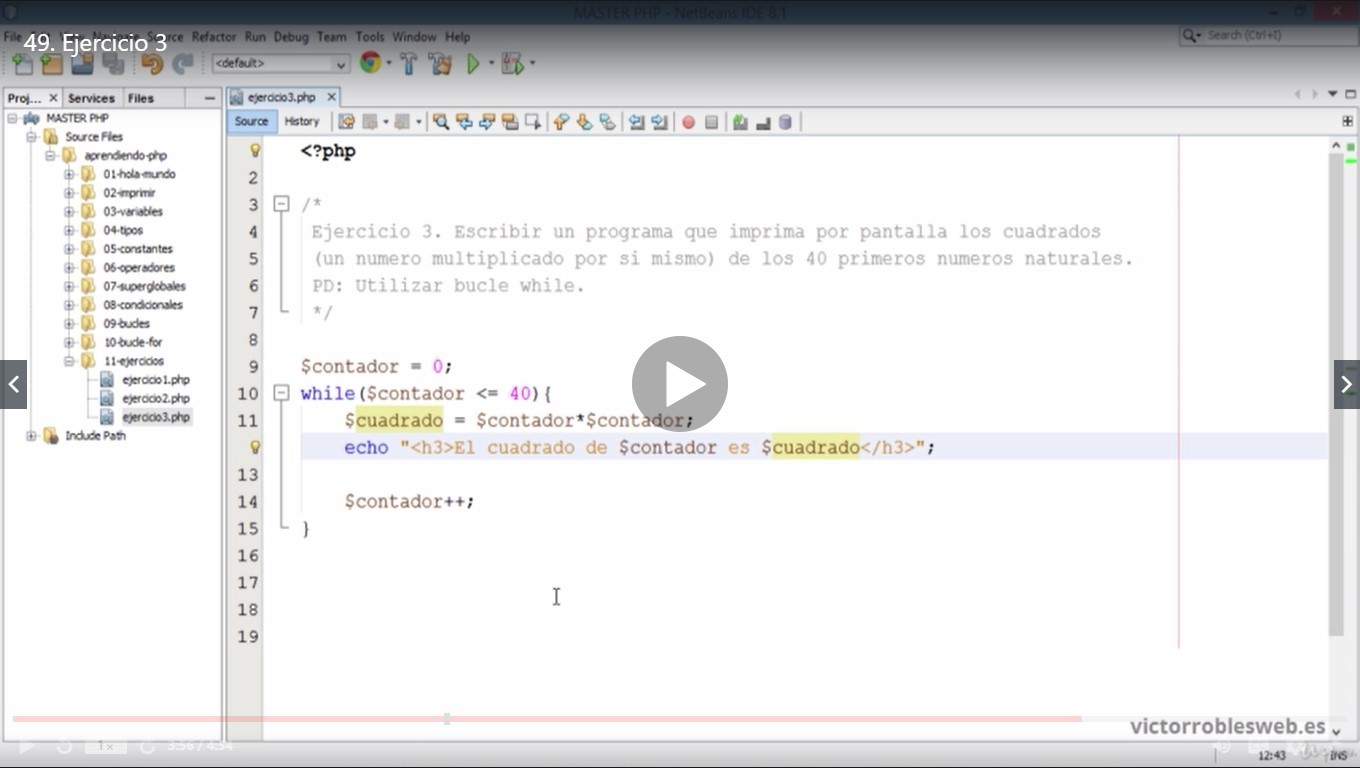 MASTER PHP - NetBeans IDE 8.1
File
Source Refactor Run Debug Team Tools Window Help
Search (Ctrl+I)
49. Ejercicio 3
<default>
Proj...
Services
Files
ejercicio3.php
Source
History
MASTER PHP
Source Files
aprendiendo-php
01-hola-mundo
02-imprimir
03-variables
04-tipos
05-constantes
06-operadores
07-superglobales
08-condicionales
09-bucles
10-bucle-for
11-ejercicios
ejercicio1.php
ejercicio2.php
ejercicio3.php
Include Path
<?php
2
3 /*
4 Ejercicio 3. Escribir un programa que imprima por pantalla los cuadrados
5 (un numero multiplicado por si mismo) de los 40 primeros numeros naturales.
6 PD: Utilizar bucle while.
7 */
8
9 $contador = 0;
10 while($contador <= 40){
11 $cuadrado = $contador*$contador;
echo "<h3>El cuadrado de $contador es $cuadrado</h3>";
13
14 $contador++;
15 }
16
17
18
19
victorroblesweb.es
1x
3:56 / 4:54
12:43
INS